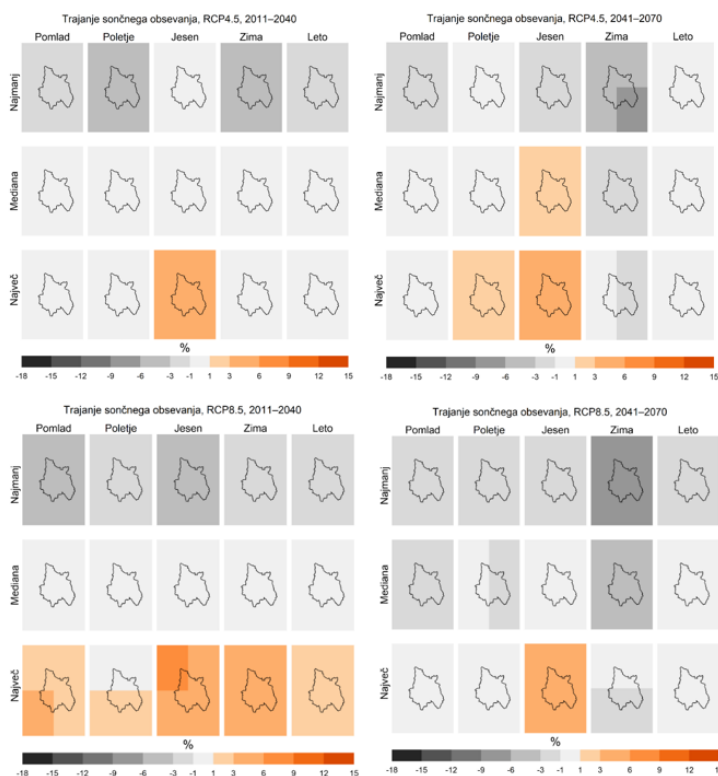 Trajanje sončnega obsevanja, RCP4.5, 2011–2040
Pomlad Poletje Jesen Zima Leto
Najmanj
Mediana
Največ
%
-18 -15 -12 -9 -6 -3 -1 1 3 6 9 12 15
Trajanje sončnega obsevanja, RCP4.5, 2041–2070
Pomlad Poletje Jesen Zima Leto
Najmanj
Mediana
Največ
%
-18 -15 -12 -9 -6 -3 -1 1 3 6 9 12 15
Trajanje sončnega obsevanja, RCP8.5, 2011–2040
Pomlad Poletje Jesen Zima Leto
Najmanj
Mediana
Največ
%
-18 -15 -12 -9 -6 -3 -1 1 3 6 9 12 15
Trajanje sončnega obsevanja, RCP8.5, 2041–2070
Pomlad Poletje Jesen Zima Leto
Najmanj
Mediana
Največ
%
-18 -15 -12 -9 -6 -3 -1 1 3 6 9 12